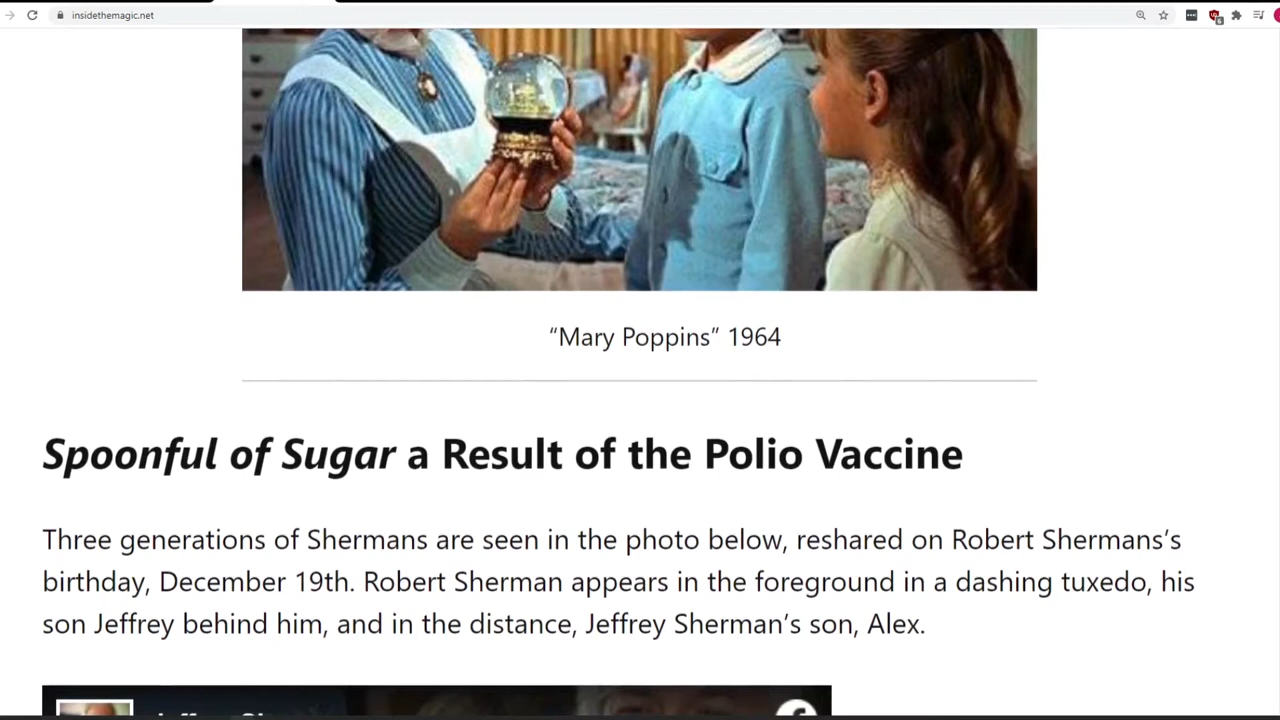 insidethemagic.net
“Mary Poppins” 1964
Spoonful of Sugar a Result of the Polio Vaccine
Three generations of Shermans are seen in the photo below, reshared on Robert Shermans’s
birthday, December 19th. Robert Sherman appears in the foreground in a dashing tuxedo, his
son Jeffrey behind him, and in the distance, Jeffrey Sherman’s son, Alex.